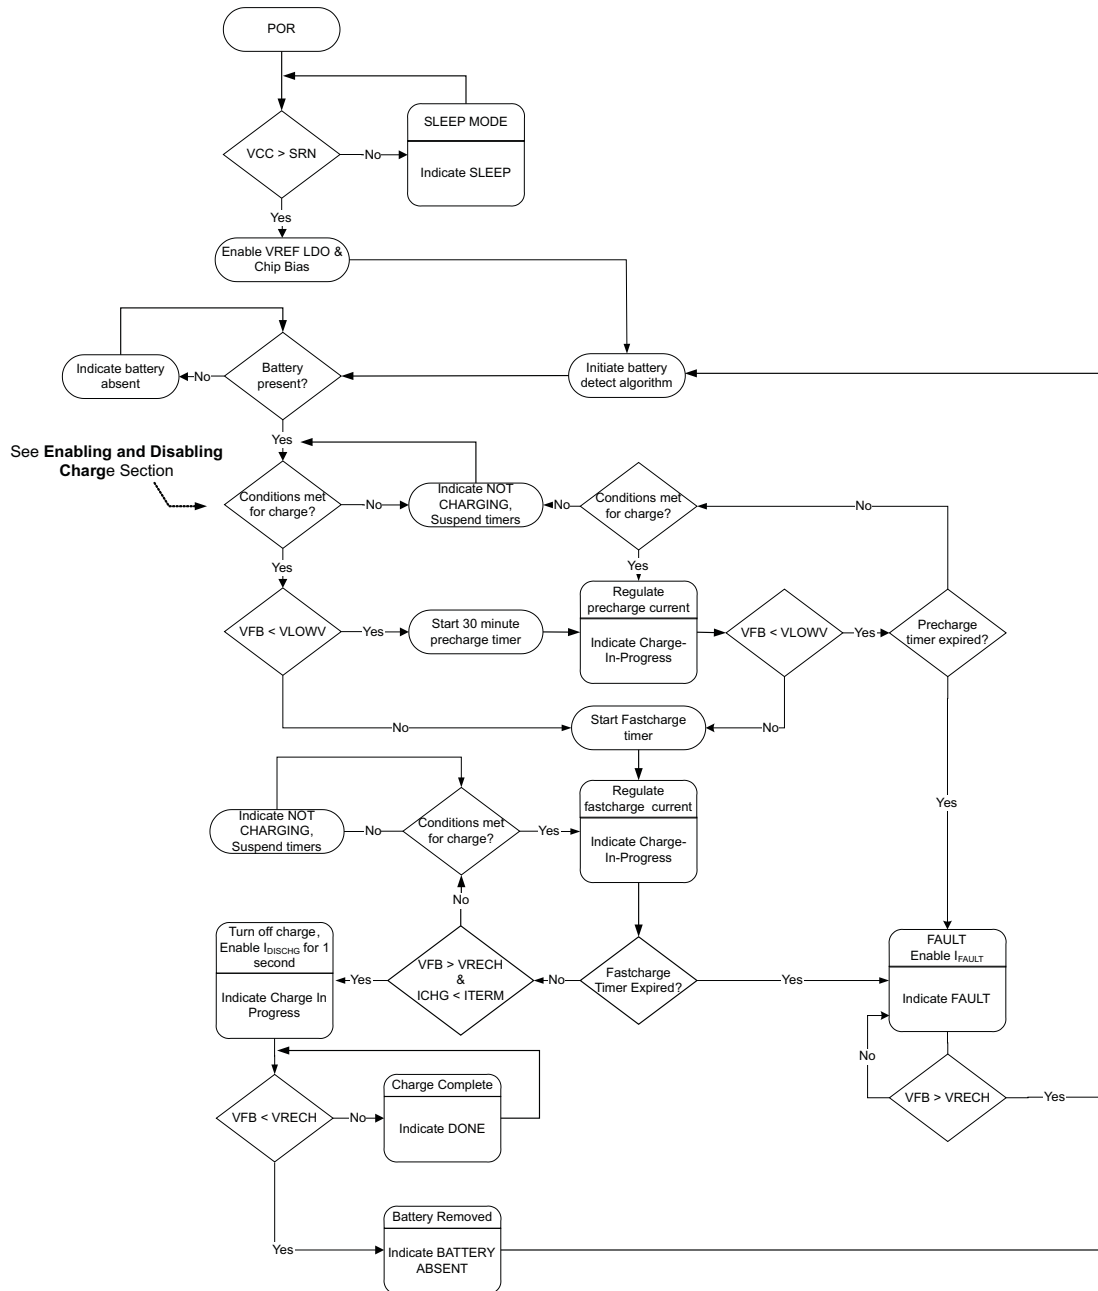 POR
SLEEP MODE
VCC > SRN
No
Indicate SLEEP
Yes
Enable VREF LDO &
Chip Bias
Indicate battery
absent
No
Battery
present?
Initiate battery
detect algorithm
Yes
See Enabling and Disabling
Charge Section
Conditions met
for charge?
No
Indicate NOT
CHARGING,
Suspend timers
No
Conditions met
for charge?
No
Yes
Yes
VFB < VLOWV
Yes
Start 30 minute
precharge timer
Regulate
precharge current
Indicate Charge-
In-Progress
VFB < VLOWV
Yes
Precharge
timer expired?
No
Start Fastcharge
timer
No
Indicate NOT
CHARGING,
Suspend timers
No
Conditions met
for charge?
Yes
Regulate
fastcharge current
Indicate Charge-
In-Progress
Yes
No
Turn off charge,
Enable IDISCHG for 1
second
Indicate Charge In
Progress
Yes
VFB > VRECH
&
ICHG < ITERM
No
Fastcharge
Timer Expired?
Yes
FAULT
Enable IFAULT
Indicate FAULT
No
VFB > VRECH
Yes
VFB < VRECH
No
Charge Complete
Indicate DONE
Yes
Battery Removed
Indicate BATTERY
ABSENT